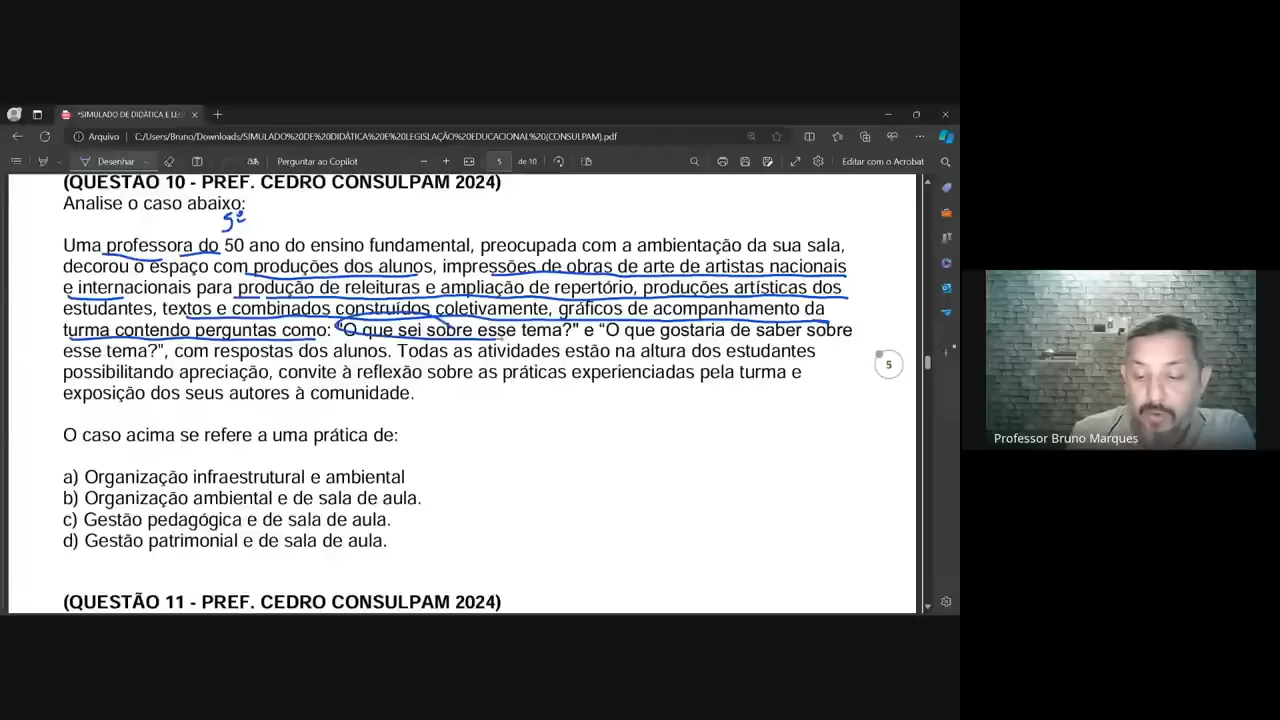 *SIMULADO DE DIDÁTICA E LEG
Arquivo C:/Users/Bruno/Downloads/SIMULADO%20DE%20DIDÁTICA%20E%20LEGISLAÇÃO%20EDUCACIONAL%20(CONSULPAM).pdf
Desenhar Perguntar ao Copilot 5 de 10 Editar com o Acrobat
(QUESTÃO 10 - PREF. CEDRO CONSULPAM 2024)
Analise o caso abaixo:
5º
Uma professora do 50 ano do ensino fundamental, preocupada com a ambientação da sua sala,
decorou o espaço com produções dos alunos, impressões de obras de arte de artistas nacionais
e internacionais para produção de releituras e ampliação de repertório, produções artísticas dos
estudantes, textos e combinados construídos coletivamente, gráficos de acompanhamento da
turma contendo perguntas como: "O que sei sobre esse tema?" e "O que gostaria de saber sobre
esse tema?", com respostas dos alunos. Todas as atividades estão na altura dos estudantes
possibilitando apreciação, convite à reflexão sobre as práticas experienciadas pela turma e
exposição dos seus autores à comunidade.
5
O caso acima se refere a uma prática de:
a) Organização infraestrutural e ambiental
b) Organização ambiental e de sala de aula.
c) Gestão pedagógica e de sala de aula.
d) Gestão patrimonial e de sala de aula.
(QUESTÃO 11 - PREF. CEDRO CONSULPAM 2024)
Professor Bruno Marques